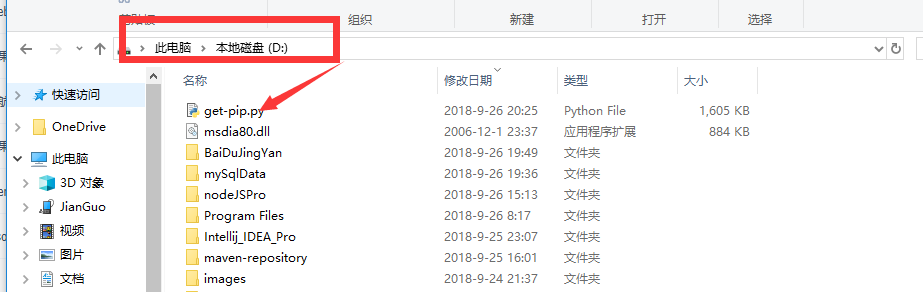 组织 新建 打开 选择
此电脑 > 本地磁盘 (D:)
名称 修改日期 类型 大小
快速访问
get-pip.py 2018-9-26 20:25 Python File 1,605 KB
OneDrive
msdia80.dll 2006-12-1 23:37 应用程序扩展 884 KB
BaiDuJingYan 2018-9-26 19:49 文件夹
此电脑
mySqlData 2018-9-26 19:36 文件夹
3D 对象
nodeJSPro 2018-9-26 15:13 文件夹
JianGuo
Program Files 2018-9-26 8:17 文件夹
视频
Intellij_IDEA_Pro 2018-9-25 23:07 文件夹
图片
maven-repository 2018-9-25 16:01 文件夹
文档
images 2018-9-24 21:37 文件夹